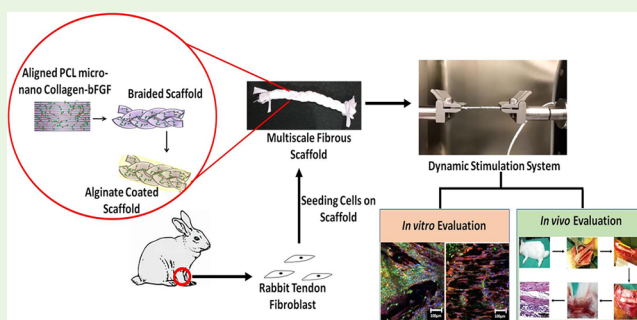 Aligned PCL micro-
nano Collagen-bFGF
Braided Scaffold
Alginate Coated
Scaffold
Multiscale Fibrous
Scaffold
Dynamic Stimulation System
Seeding Cells on
Scaffold
Rabbit Tendon
Fibroblast
In vitro Evaluation
100µm
100µm
In vivo Evaluation